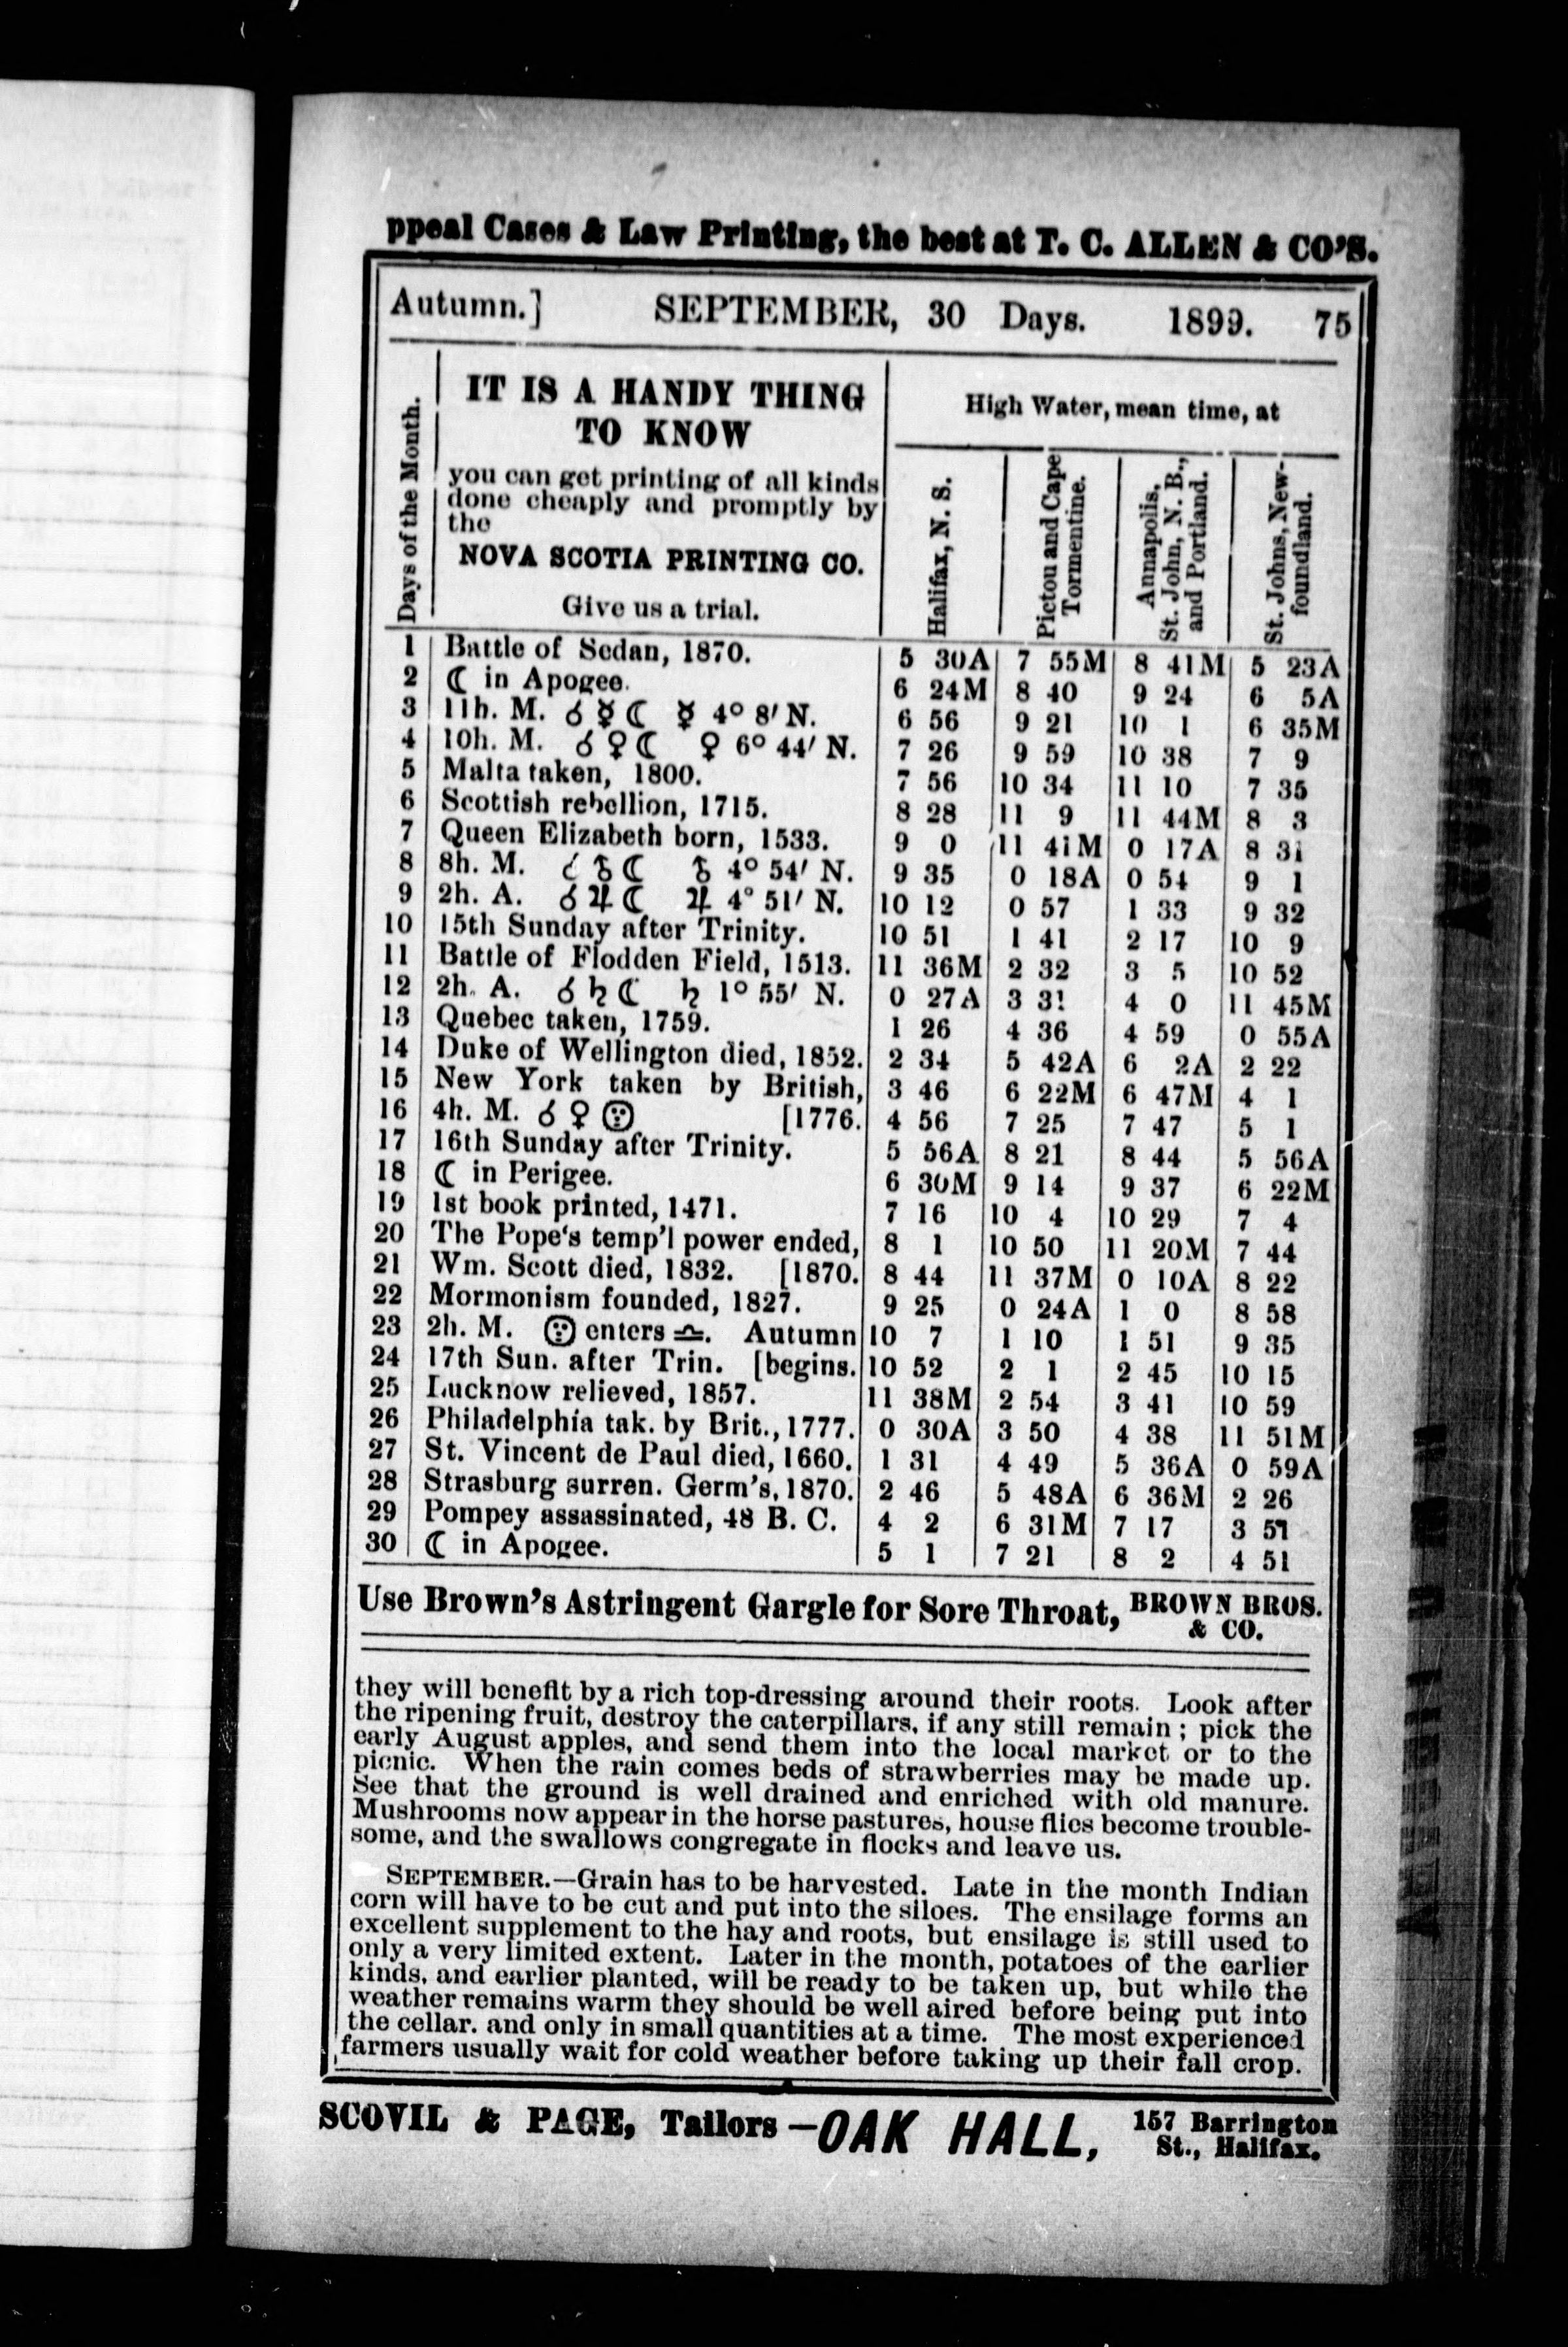 ppeal Cases & Law Printing, the best at T. C. ALLEN & CO'S.
Autumn.] SEPTEMBER, 30 Days. 1899. 75
Days of the Month.
IT IS A HANDY THING
TO KNOW
you can get printing of all kinds
done cheaply and promptly by
the
NOVA SCOTIA PRINTING CO.
Give us a trial.
High Water, mean time, at
Halifax, N. S.
Pictou and Cape
Tormentine.
Annapolis,
St. John, N. B.,
and Portland.
St. Johns, New-
foundland.
1 Battle of Sedan, 1870. 5 30A 7 55M 8 41M 5 23A
2 ☾ in Apogee. 6 24M 8 40 9 24 6 5A
3 11h. M. ☌ ☿ ☾ ☿ 4° 8' N. 6 56 9 21 10 1 6 35M
4 10h. M. ☌ ♀ ☾ ♀ 6° 44' N. 7 26 9 59 10 38 7 9
5 Malta taken, 1800. 7 56 10 34 11 10 7 35
6 Scottish rebellion, 1715. 8 28 11 9 11 44M 8 3
7 Queen Elizabeth born, 1533. 9 0 11 41M 0 17A 8 31
8 8h. M. ☌ ♁ ☾ ♁ 4° 54' N. 9 35 0 18A 0 54 9 1
9 2h. A. ☌ ♃ ☾ ♃ 4° 51' N. 10 12 0 57 1 33 9 32
10 15th Sunday after Trinity. 10 51 1 41 2 17 10 9
11 Battle of Flodden Field, 1513. 11 36M 2 32 3 5 10 52
12 2h. A. ☌ ♄ ☾ ♄ 1° 55' N. 0 27A 3 31 4 0 11 45M
13 Quebec taken, 1759. 1 26 4 36 4 59 0 55A
14 Duke of Wellington died, 1852. 2 34 5 42A 6 2A 2 22
15 New York taken by British, 3 46 6 22M 6 47M 4 1
16 4h. M. ☌ ♀ ☉ [1776. 4 56 7 25 7 47 5 1
17 16th Sunday after Trinity. 5 56A 8 21 8 44 5 56A
18 ☾ in Perigee. 6 30M 9 14 9 37 6 22M
19 1st book printed, 1471. 7 16 10 4 10 29 7 4
20 The Pope's temp'l power ended, 8 1 10 50 11 20M 7 44
21 Wm. Scott died, 1832. [1870. 8 44 11 37M 0 10A 8 22
22 Mormonism founded, 1827. 9 25 0 24A 1 0 8 58
23 2h. M. ☉ enters ♎. Autumn 10 7 1 10 1 51 9 35
24 17th Sun. after Trin. [begins. 10 52 2 1 2 45 10 15
25 Lucknow relieved, 1857. 11 38M 2 54 3 41 10 59
26 Philadelphia tak. by Brit., 1777. 0 30A 3 50 4 38 11 51M
27 St. Vincent de Paul died, 1660. 1 31 4 49 5 36A 0 59A
28 Strasburg surren. Germ's, 1870. 2 46 5 48A 6 36M 2 26
29 Pompey assassinated, 48 B. C. 4 2 6 31M 7 17 3 51
30 ☾ in Apogee. 5 1 7 21 8 2 4 51
Use Brown's Astringent Gargle for Sore Throat, BROWN BROS.
& CO.
they will benefit by a rich top-dressing around their roots. Look after
the ripening fruit, destroy the caterpillars, if any still remain; pick the
early August apples, and send them into the local market or to the
picnic. When the rain comes beds of strawberries may be made up.
See that the ground is well drained and enriched with old manure.
Mushrooms now appear in the horse pastures, house flies become trouble-
some, and the swallows congregate in flocks and leave us.
SEPTEMBER.—Grain has to be harvested. Late in the month Indian
corn will have to be cut and put into the siloes. The ensilage forms an
excellent supplement to the hay and roots, but ensilage is still used to
only a very limited extent. Later in the month, potatoes of the earlier
kinds, and earlier planted, will be ready to be taken up, but while the
weather remains warm they should be well aired before being put into
the cellar. and only in small quantities at a time. The most experienced
farmers usually wait for cold weather before taking up their fall crop.
SCOVIL & PAGE, Tailors—OAK HALL, 157 Barrington
St., Halifax.